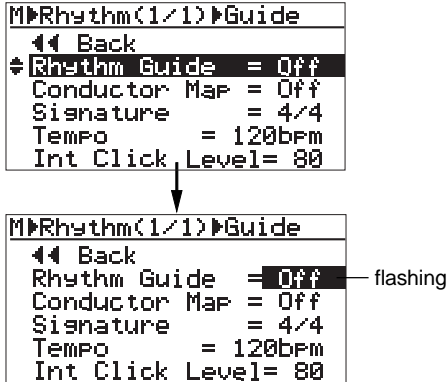 M▶Rhythm(1/1)▶Guide
◀◀ Back
Rhythm Guide = Off
Conductor Map = Off
Signature = 4/4
Tempo = 120bpm
Int Click Level= 80
M▶Rhythm(1/1)▶Guide
◀◀ Back
Rhythm Guide = Off
flashing
Conductor Map = Off
Signature = 4/4
Tempo = 120bpm
Int Click Level= 80